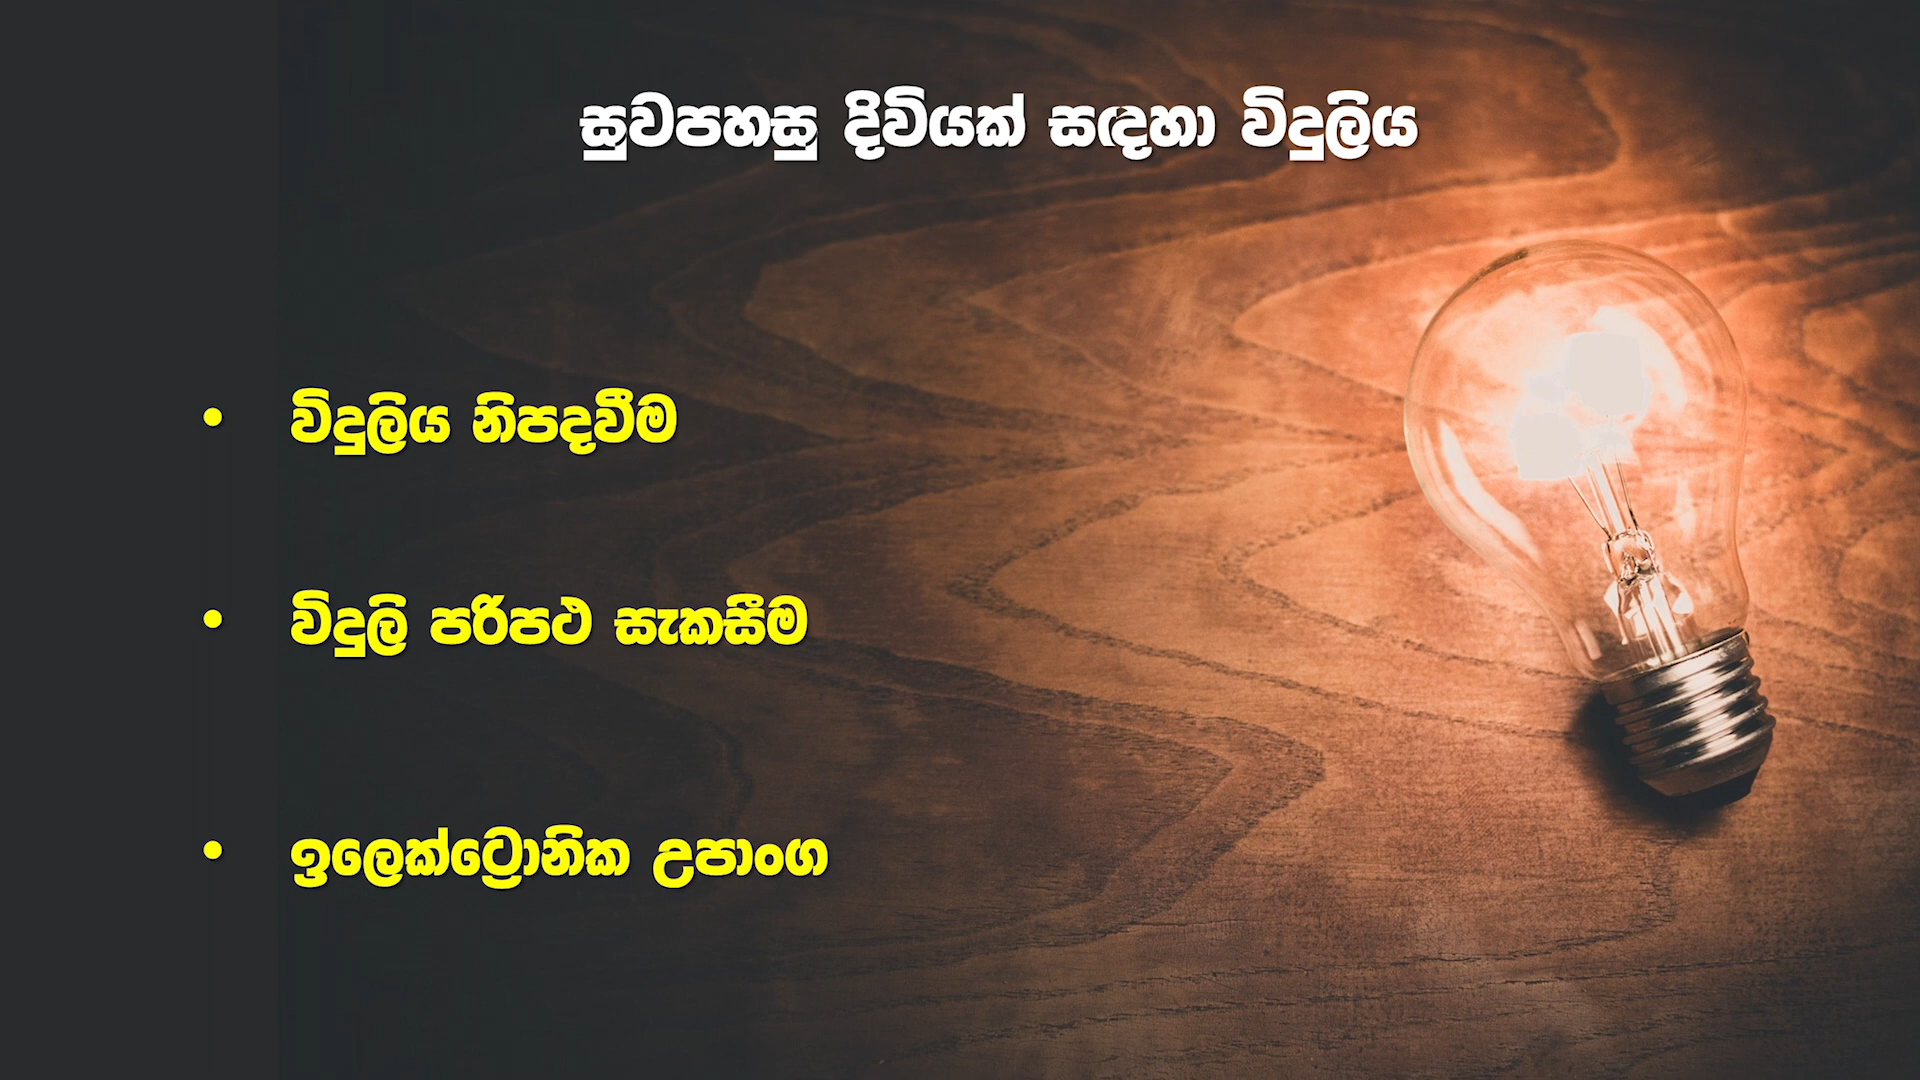 සුවපහසු දිවියක් සඳහා විදුලිය
• විදුලිය නිපදවීම
• විදුලි පරිපථ සැකසීම
• ඉලෙක්ට්‍රොනික උපාංග